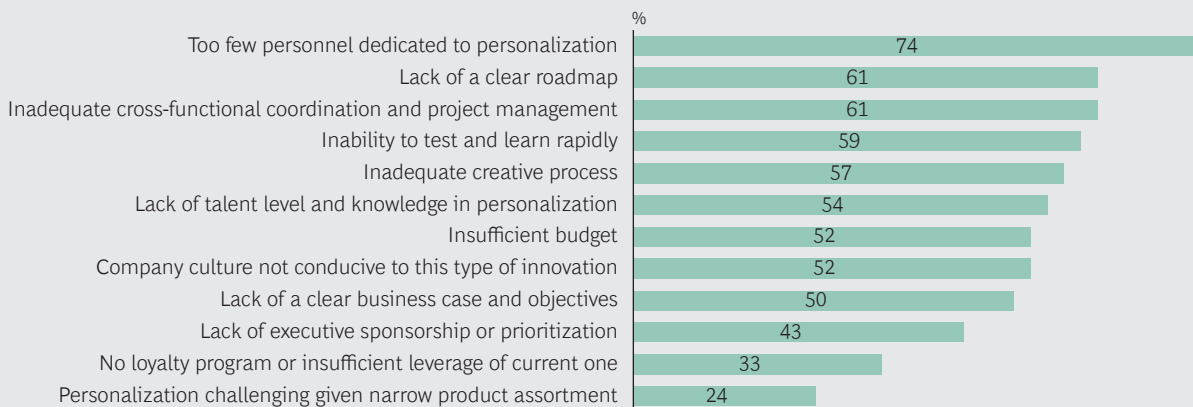 %
Too few personnel dedicated to personalization 74
Lack of a clear roadmap 61
Inadequate cross-functional coordination and project management 61
Inability to test and learn rapidly 59
Inadequate creative process 57
Lack of talent level and knowledge in personalization 54
Insufficient budget 52
Company culture not conducive to this type of innovation 52
Lack of a clear business case and objectives 50
Lack of executive sponsorship or prioritization 43
No loyalty program or insufficient leverage of current one 33
Personalization challenging given narrow product assortment 24